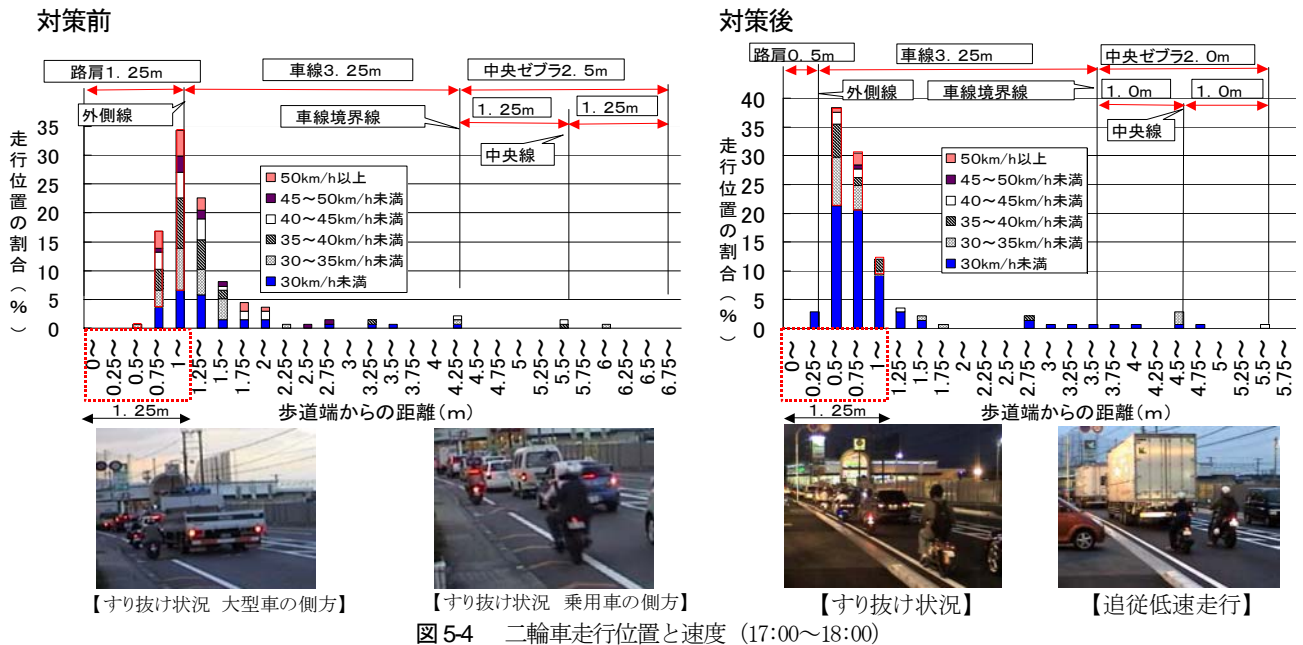 対策前
路肩1．25m
車線3．25m
中央ゼブラ2．5m
外側線
車線境界線
1．25m
1．25m
中央線
走行位置の割合（％）
35
30
25
20
15
10
5
0
50km/h以上
45～50km/h未満
40～45km/h未満
35～40km/h未満
30～35km/h未満
30km/h未満
0～
0.25～
0.5～
0.75～
1～
1.25～
1.5～
1.75～
2～
2.25～
2.5～
2.75～
3～
3.25～
3.5～
3.75～
4～
4.25～
4.75～
5～
5.25～
5.5～
5.75～
6～
6.25～
6.5～
6.75～
1．25m
歩道端からの距離（m）
【すり抜け状況 大型車の側方】
【すり抜け状況 乗用車の側方】
対策後
路肩0．5m
車線3．25m
中央ゼブラ2．0m
外側線
車線境界線
1．0m
1．0m
中央線
走行位置の割合（％）
40
35
30
25
20
15
10
5
0
50km/h以上
45～50km/h未満
40～45km/h未満
35～40km/h未満
30～35km/h未満
30km/h未満
0～
0.25～
0.5～
0.75～
1～
1.25～
1.5～
1.75～
2～
2.25～
2.5～
2.75～
3～
3.25～
3.5～
3.75～
4～
4.25～
4.5～
4.75～
5～
5.25～
5.5～
5.75～
1．25m
歩道端からの距離（m）
【すり抜け状況】
【追従低速走行】
図 5-4 二輪車走行位置と速度（17:00～18:00）